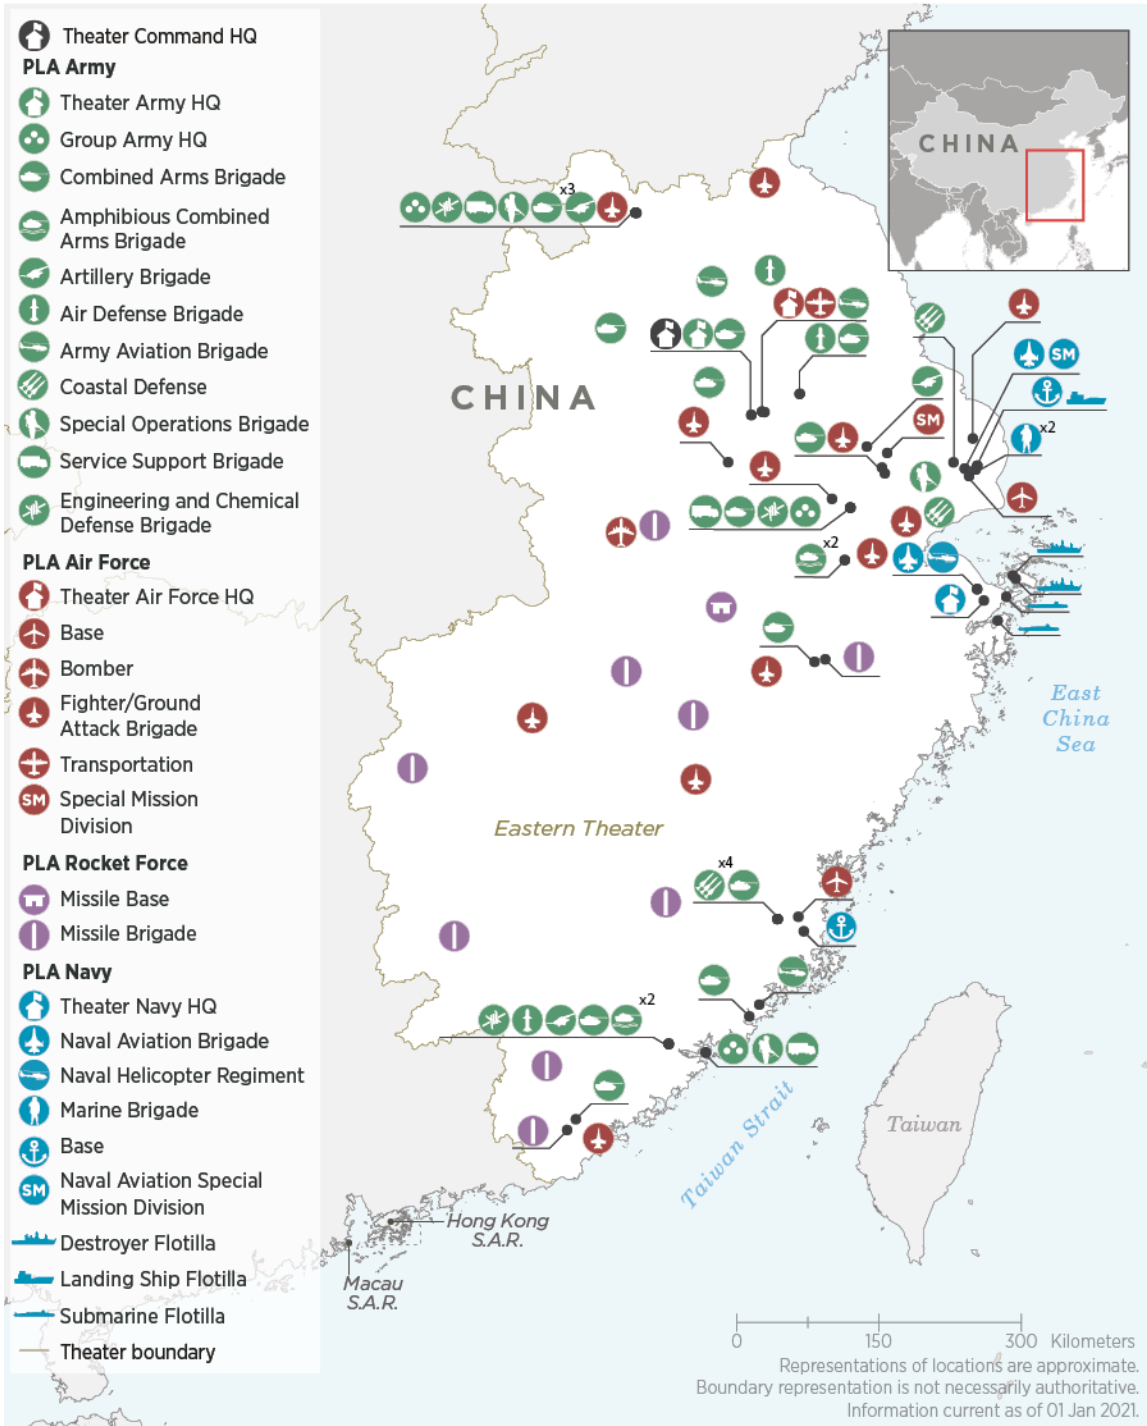 Theater Command HQ
PLA Army
Theater Army HQ
Group Army HQ
Combined Arms Brigade
Amphibious Combined
Arms Brigade
Artillery Brigade
Air Defense Brigade
Army Aviation Brigade
Coastal Defense
Special Operations Brigade
Service Support Brigade
Engineering and Chemical
Defense Brigade
PLA Air Force
Theater Air Force HQ
Base
Bomber
Fighter/Ground
Attack Brigade
Transportation
SM Special Mission
Division
PLA Rocket Force
Missile Base
Missile Brigade
PLA Navy
Theater Navy HQ
Naval Aviation Brigade
Naval Helicopter Regiment
Marine Brigade
Base
SM Naval Aviation Special
Mission Division
Destroyer Flotilla
Landing Ship Flotilla
Submarine Flotilla
Theater boundary
CHINA
x3
SM
CHINA
SM
x2
x2
East
China
Sea
Eastern Theater
x4
x2
Taiwan Strait
Taiwan
Hong Kong
S.A.R.
Macau
S.A.R.
0 150 300 Kilometers
Representations of locations are approximate.
Boundary representation is not necessarily authoritative.
Information current as of 01 Jan 2021.